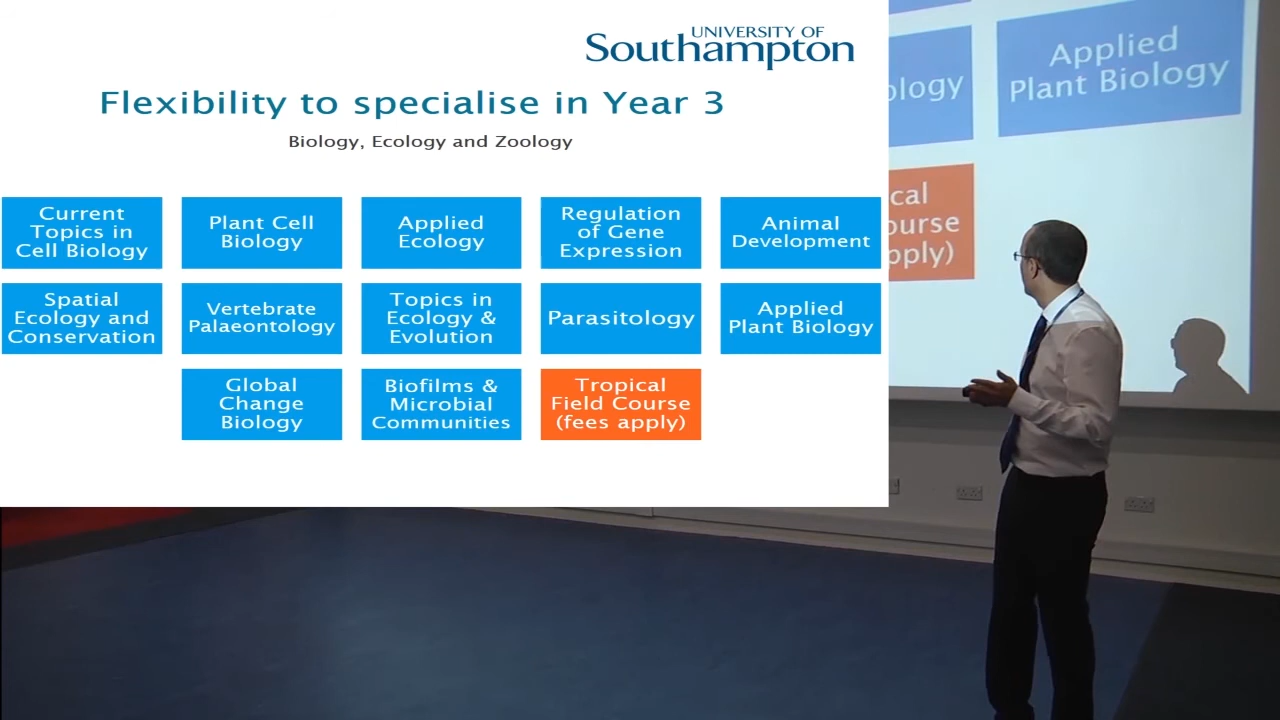 UNIVERSITY OF
Southampton
Flexibility to specialise in Year 3
Biology, Ecology and Zoology
Current
Topics in
Cell Biology
Plant Cell
Biology
Applied
Ecology
Regulation
of Gene
Expression
Animal
Development
Spatial
Ecology and
Conservation
Vertebrate
Palaeontology
Topics in
Ecology &
Evolution
Parasitology
Applied
Plant Biology
Global
Change
Biology
Biofilms &
Microbial
Communities
Tropical
Field Course
(fees apply)
ology
Applied
Plant Biology
cal
ourse
pply)